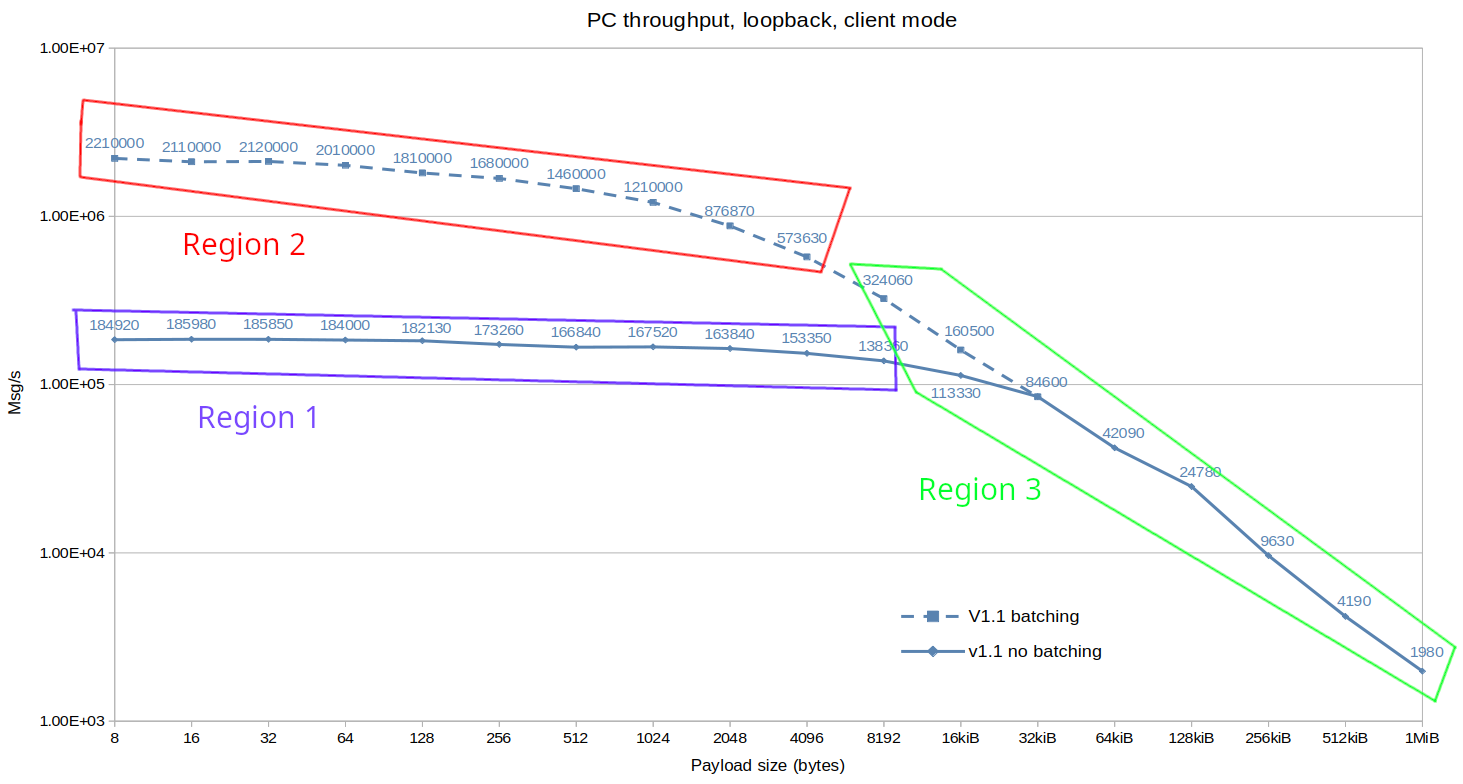 PC throughput, loopback, client mode
1.00E+07
2210000 2110000 2120000 2010000 1810000 1680000 1460000 1210000 876870 573630 324060 160500
1.00E+06
Region 2
184920 185980 185850 184000 182130 173260 166840 167520 163840 153350 138360 113330 84600 42090 24780 9630 4190 1980
1.00E+05
Region 1
Region 3
Msg/s
1.00E+04
V1.1 batching
v1.1 no batching
1.00E+03
8 16 32 64 128 256 512 1024 2048 4096 8192 16kiB 32kiB 64kiB 128kiB 256kiB 512kiB 1MiB
Payload size (bytes)